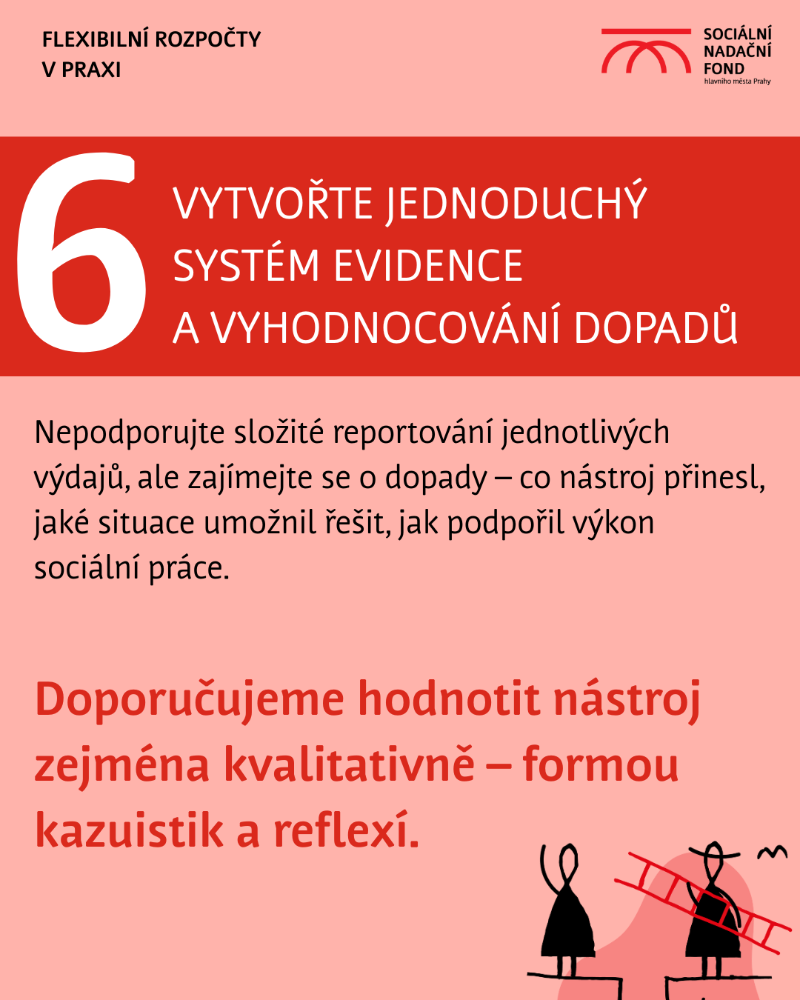 FLEXIBILNÍ ROZPOČTY
V PRAXI
SOCIÁLNÍ
NADAČNÍ
FOND
hlavního města Prahy
6
VYTVOŘTE JEDNODUCHÝ
SYSTÉM EVIDENCE
A VYHODNOCOVÁNÍ DOPADŮ
Nepodporujte složité reportování jednotlivých
výdajů, ale zajímejte se o dopady – co nástroj přinesl,
jaké situace umožnil řešit, jak podpořil výkon
sociální práce.
Doporučujeme hodnotit nástroj
zejména kvalitativně – formou
kazuistik a reflexí.